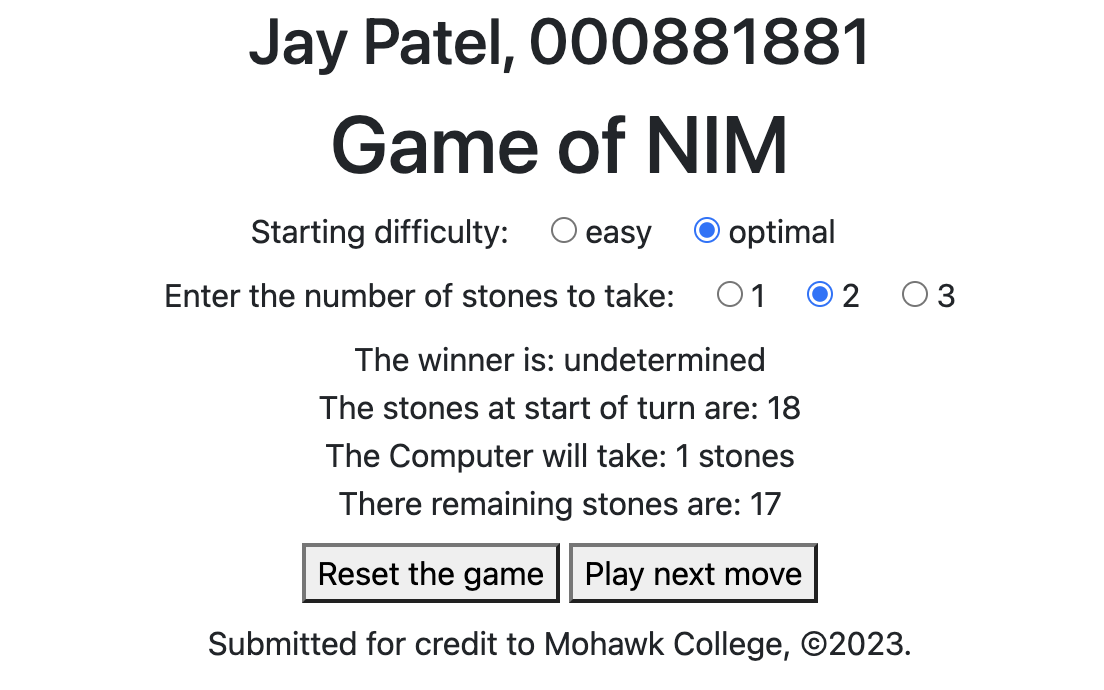 Jay Patel, 000881881
Game of NIM
Starting difficulty: easy optimal
Enter the number of stones to take: 1 2 3
The winner is: undetermined
The stones at start of turn are: 18
The Computer will take: 1 stones
There remaining stones are: 17
Reset the game Play next move
Submitted for credit to Mohawk College, ©2023.